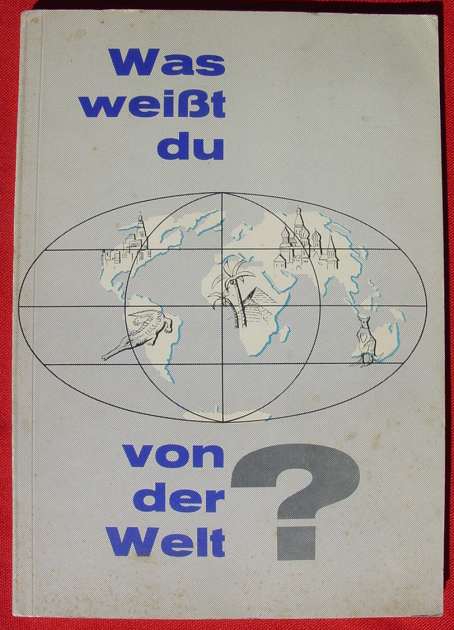 Was
weißt
du
von
der
Welt
?